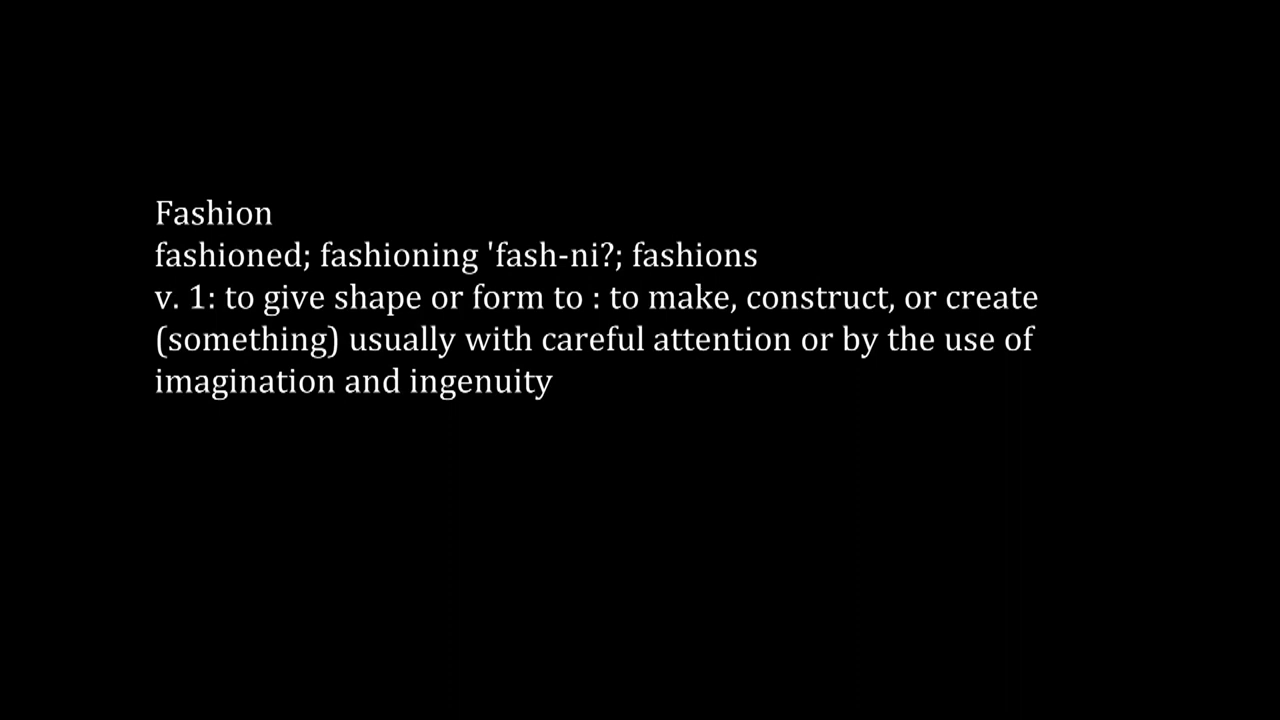 Fashion
fashioned; fashioning 'fash-ni?; fashions
v. 1: to give shape or form to : to make, construct, or create
(something) usually with careful attention or by the use of
imagination and ingenuity